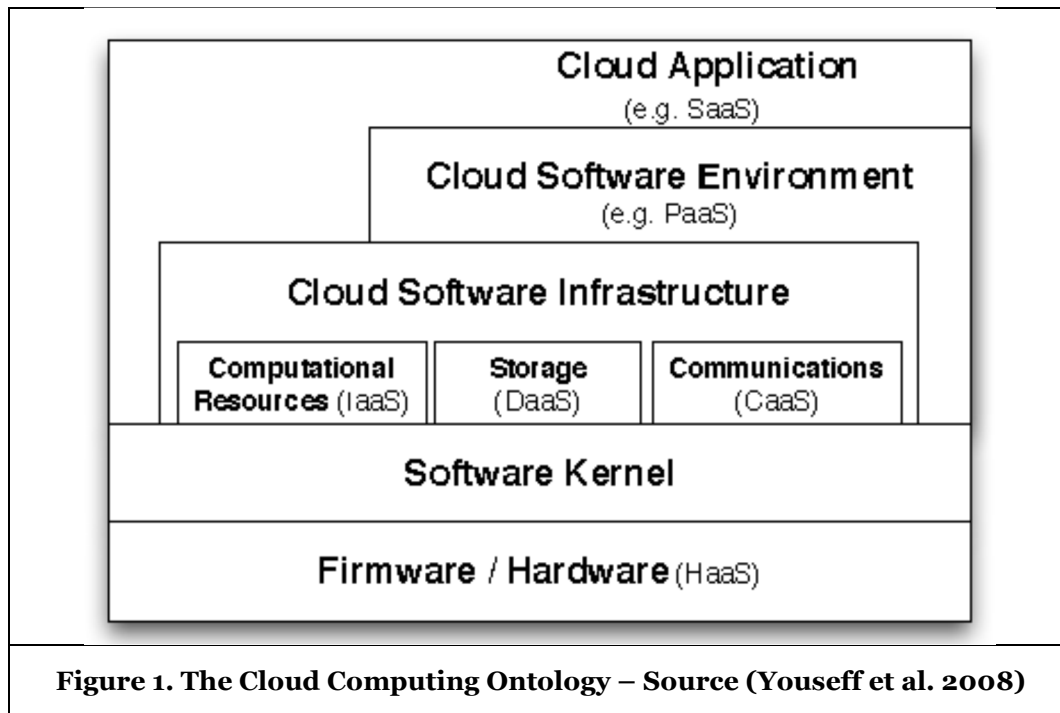 Cloud Application
(e.g. SaaS)
Cloud Software Environment
(e.g. PaaS)
Cloud Software Infrastructure
Computational
Resources (IaaS)
Storage
(DaaS)
Communications
(CaaS)
Software Kernel
Firmware / Hardware (HaaS)
Figure 1. The Cloud Computing Ontology – Source (Youseff et al. 2008)